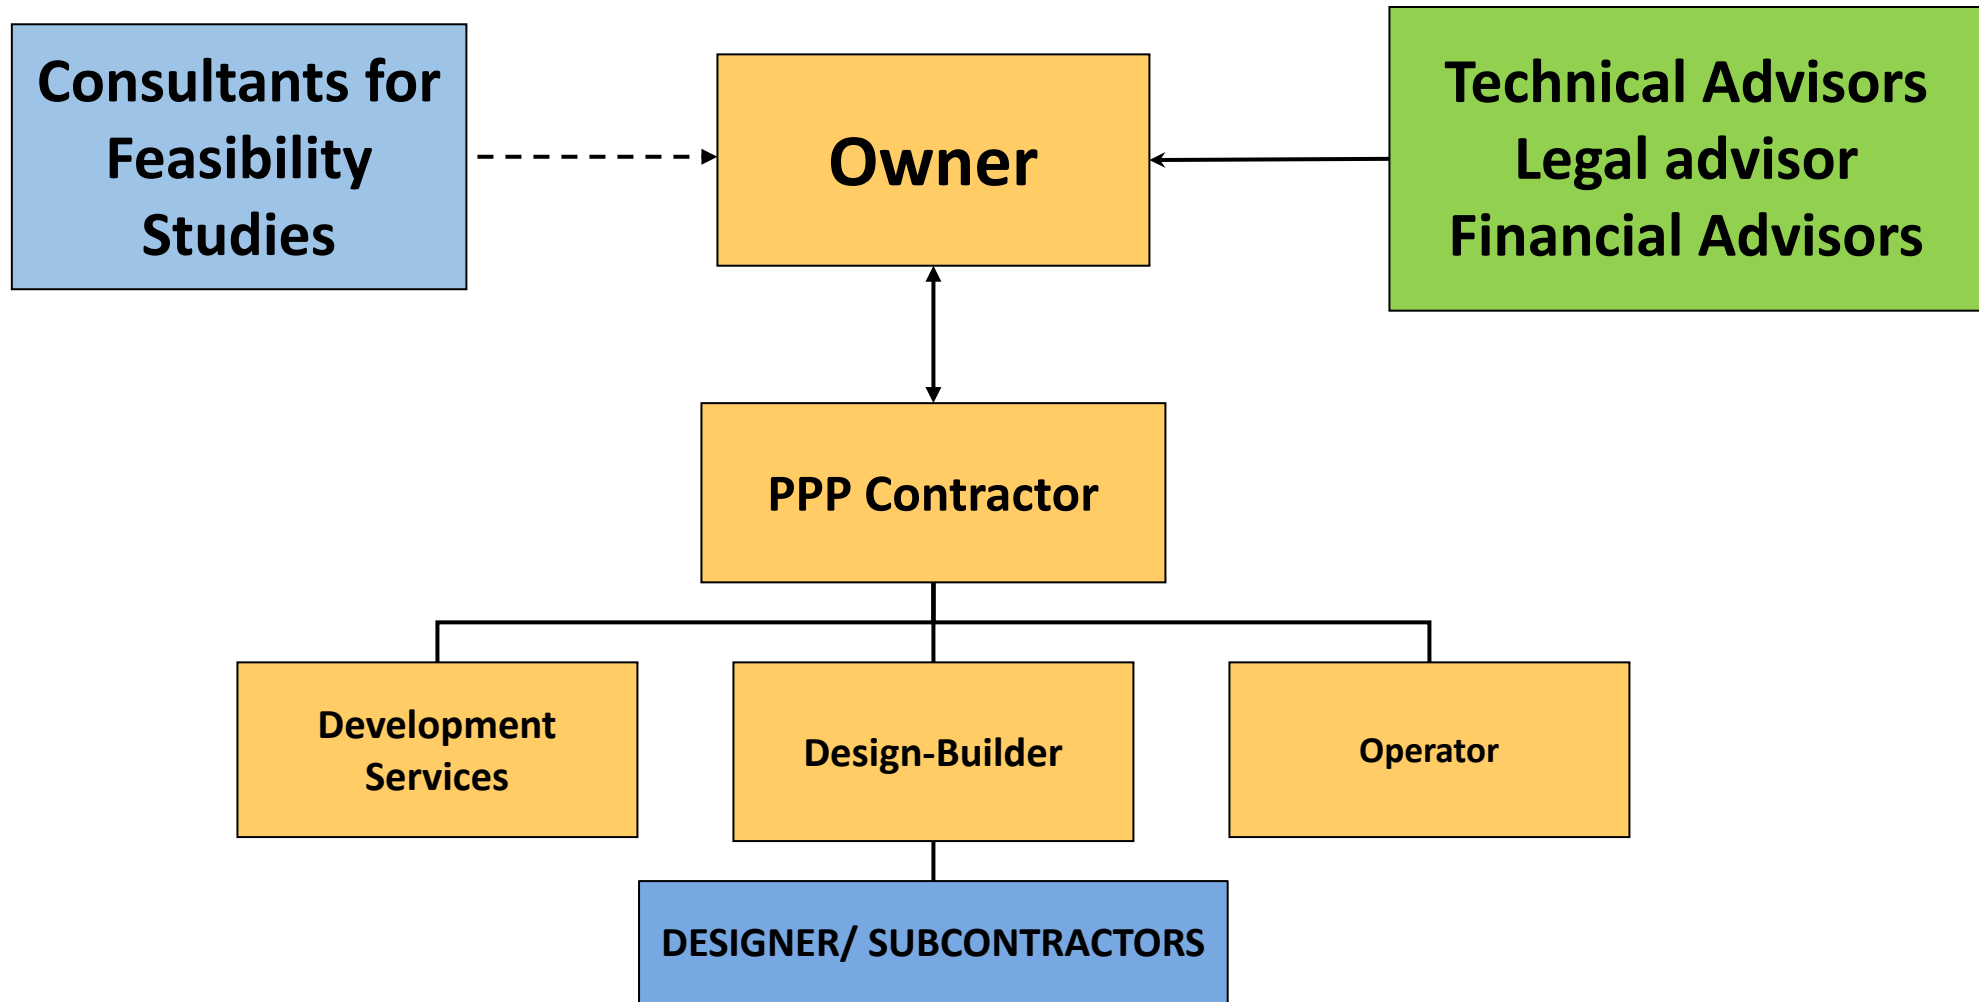 Consultants for
Feasibility
Studies
Owner
Technical Advisors
Legal advisor
Financial Advisors
PPP Contractor
Development
Services
Design-Builder
Operator
DESIGNER/ SUBCONTRACTORS